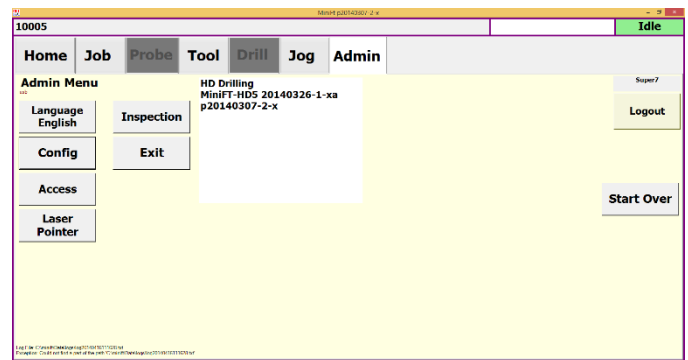 MiniFT p20140307-2-x
10005
Idle
Home Job Probe Tool Drill Jog Admin
Admin Menu
Language
English
Inspection
HD Drilling
MiniFT-HD5 20140326-1-xa
p20140307-2-x
Super7
Logout
Config
Exit
Access
Start Over
Laser
Pointer